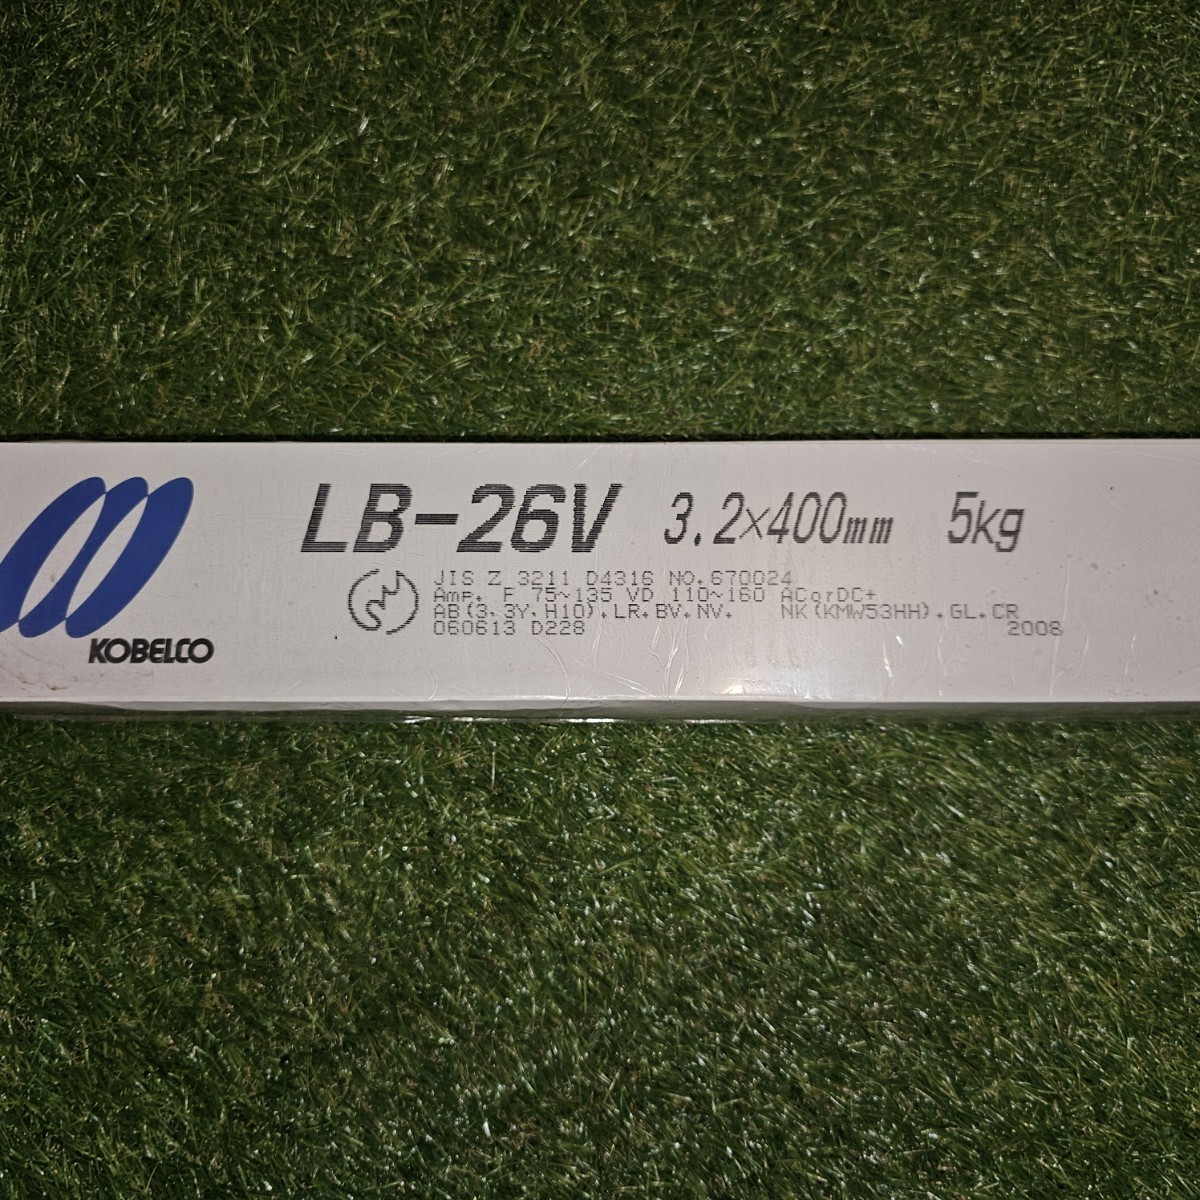 LB-26V 3.2×400mm 5kg
JIS Z 3211 D4316 NO.670024
Amp. F 75~135 VD 110~160 ACorDC+
AB(3.3Y.H10).LR.BV.NV. NK(KMW53HH).GL.CR
060613 D228 2008
KOBELCO